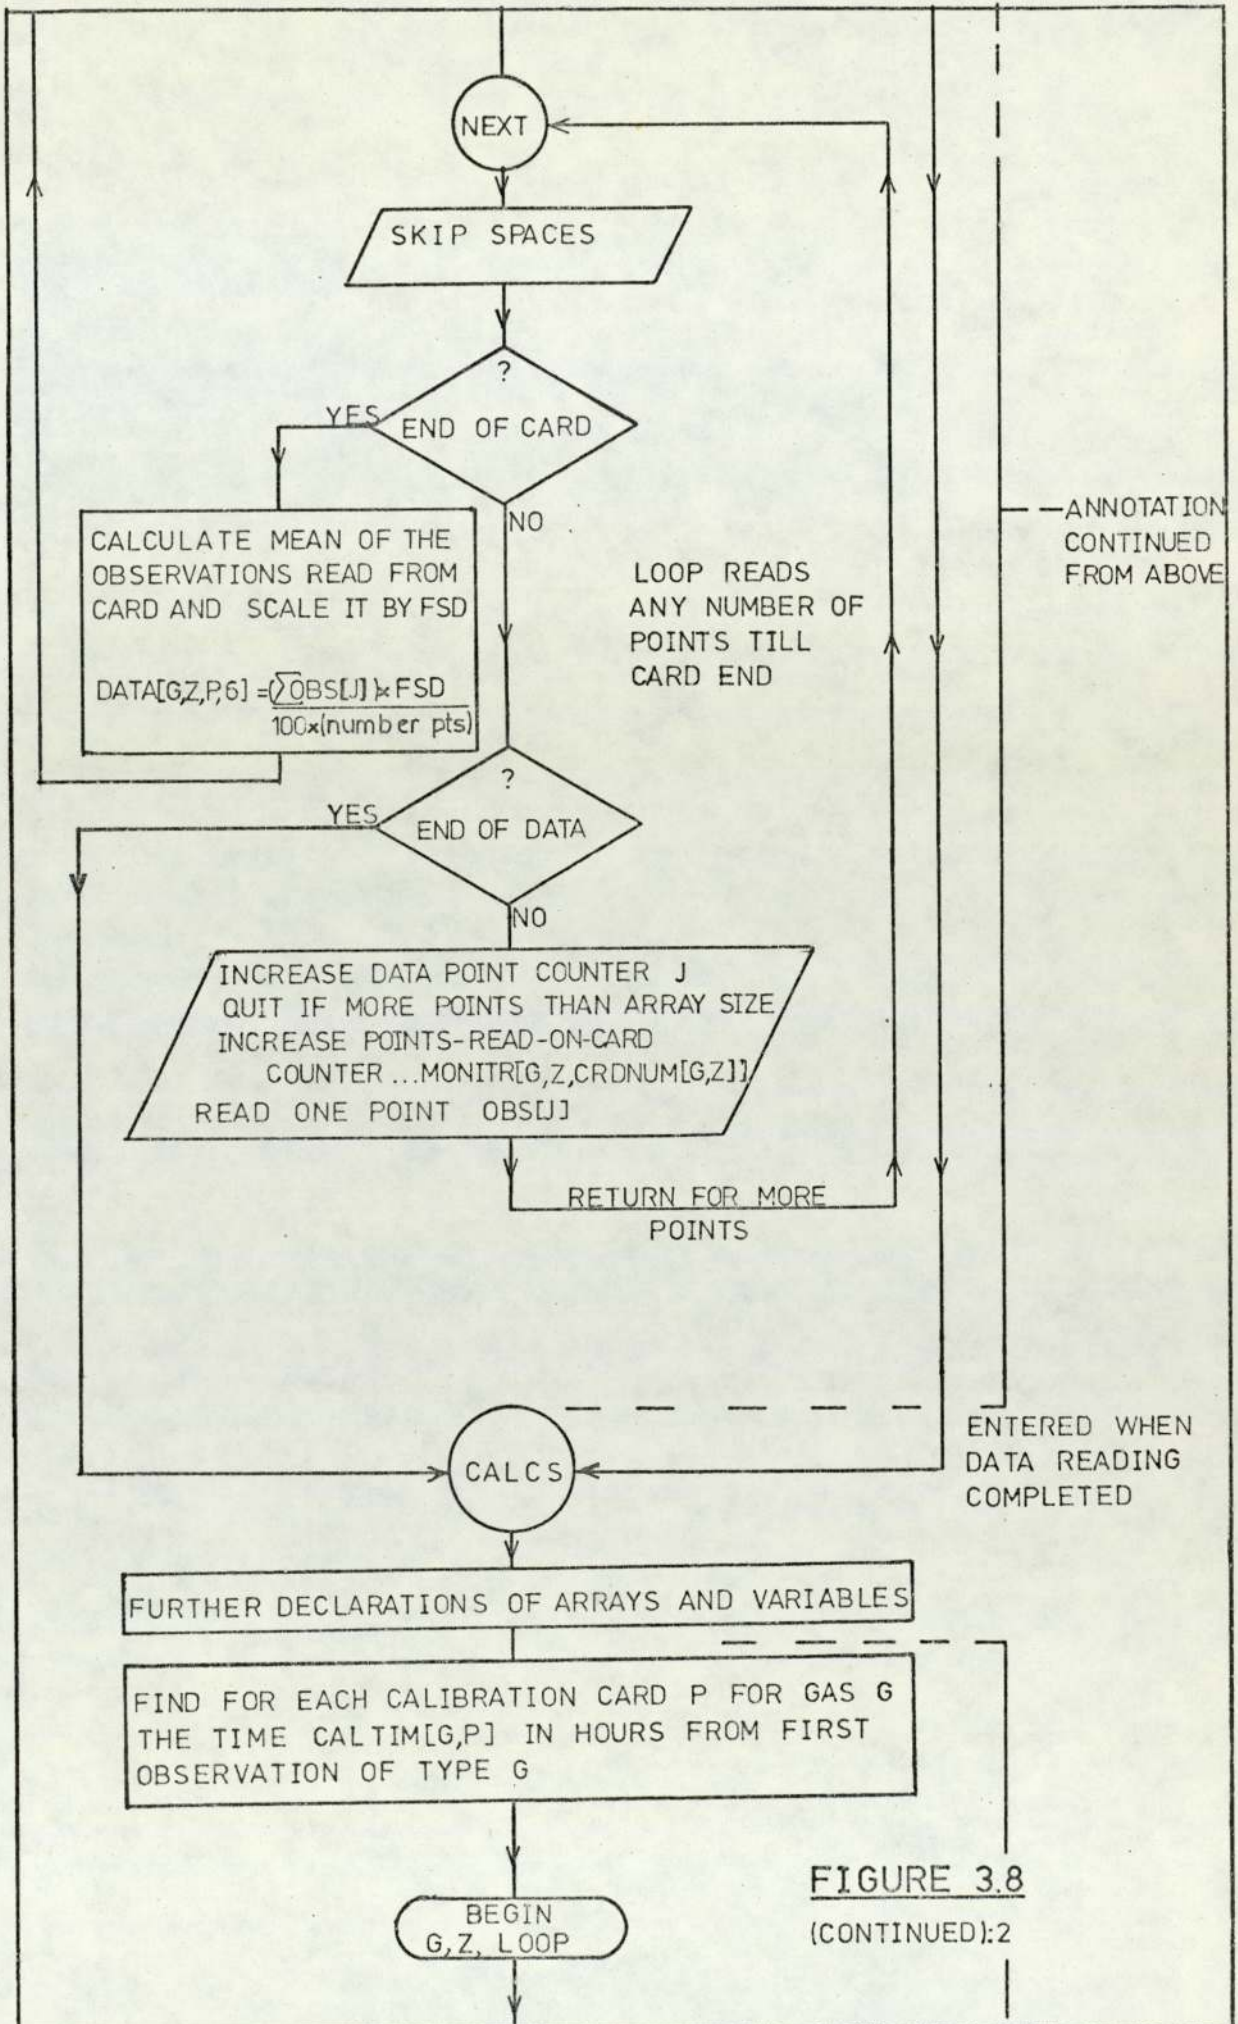 NEXT
SKIP SPACES
?
END OF CARD
YES
NO
CALCULATE MEAN OF THE
OBSERVATIONS READ FROM
CARD AND SCALE IT BY FSD
DATA[G,Z,P,6] = (∑OBS[J]) × FSD
100x(number pts)
LOOP READS
ANY NUMBER OF
POINTS TILL
CARD END
ANNOTATION
CONTINUED
FROM ABOVE
?
END OF DATA
YES
NO
INCREASE DATA POINT COUNTER J
QUIT IF MORE POINTS THAN ARRAY SIZE
INCREASE POINTS-READ-ON-CARD
COUNTER ...MONITR[G,Z,CRDNUM[G,Z]]
READ ONE POINT OBS[J]
RETURN FOR MORE
POINTS
CALCS
ENTERED WHEN
DATA READING
COMPLETED
FURTHER DECLARATIONS OF ARRAYS AND VARIABLES
FIND FOR EACH CALIBRATION CARD P FOR GAS G
THE TIME CALTIM[G,P] IN HOURS FROM FIRST
OBSERVATION OF TYPE G
BEGIN
G,Z, LOOP
FIGURE 3.8
(CONTINUED):2